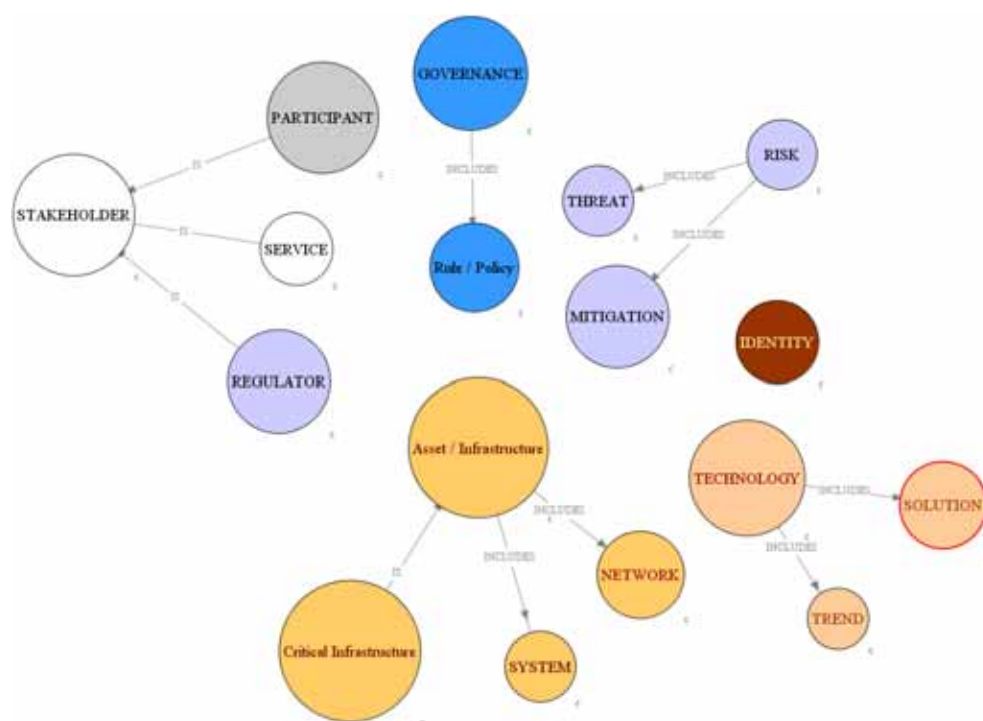 GOVERNANCE
PARTICIPANT
INCLUDES
RISK
IS
INCLUDES
THREAT
STAKEHOLDER
IS
SERVICE
INCLUDES
Rule / Policy
MITIGATION
IS
IDENTITY
REGULATOR
Asset / Infrastructure
TECHNOLOGY
INCLUDES
SOLUTION
INCLUDES
INCLUDES
INCLUDES
IS
NETWORK
TREND
Critical Infrastructure
SYSTEM